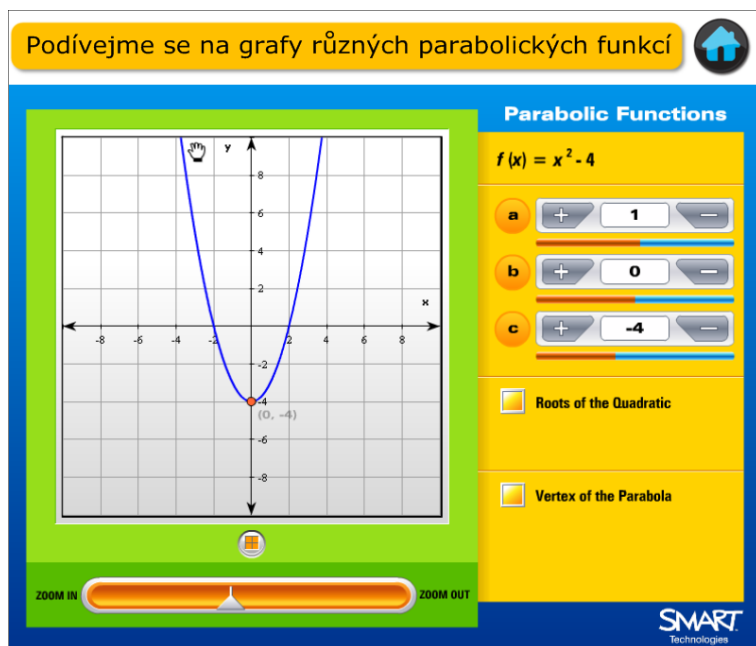 Podívejme se na grafy různých parabolických funkcí
Parabolic Functions
f (x) = x² - 4
a + 1 −
b + 0 −
c + -4 −
Roots of the Quadratic
Vertex of the Parabola
y
8
6
4
2
x
-8 -6 -4 -2 2 4 6 8
-2
-4
(0, -4)
-6
-8
ZOOM IN
ZOOM OUT
SMART
Technologies